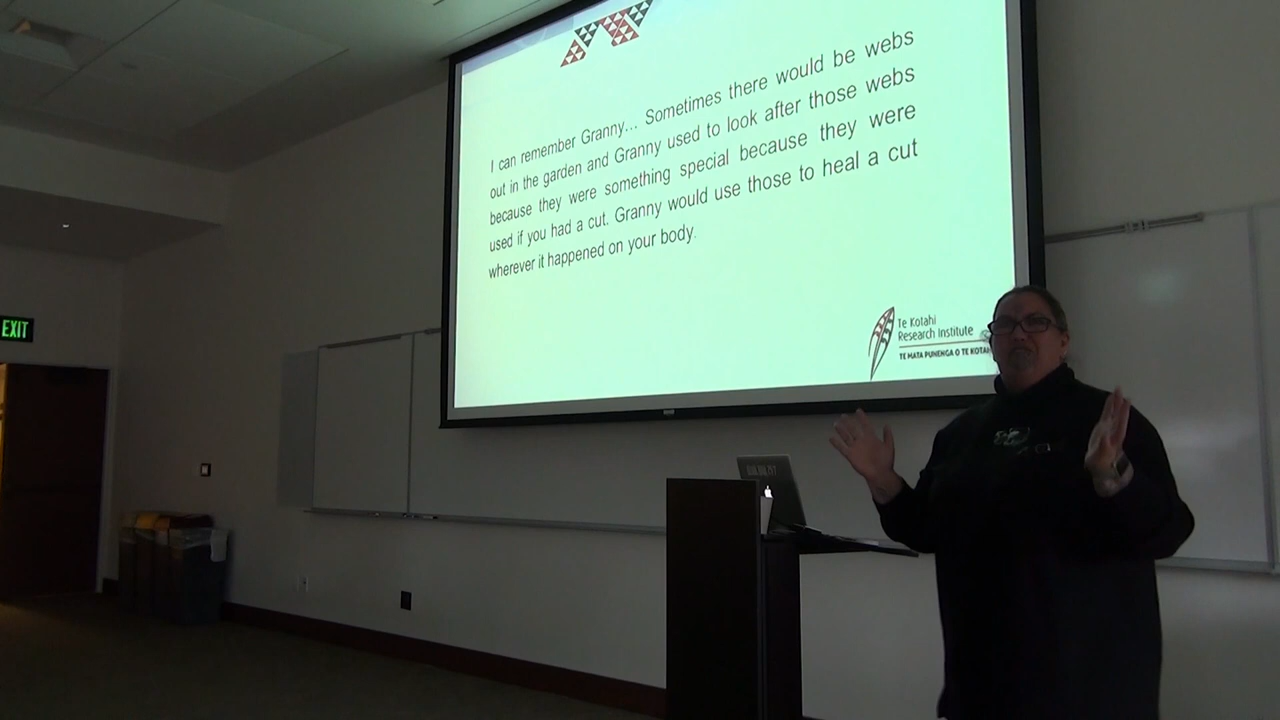 I can remember Granny... Sometimes there would be webs
out in the garden and Granny used to look after those webs
because they were something special because they were
used if you had a cut. Granny would use those to heal a cut
wherever it happened on your body.
Te Kotahi
Research Institute
TE MATA PUNENGA O TE KOTAHI
EXIT